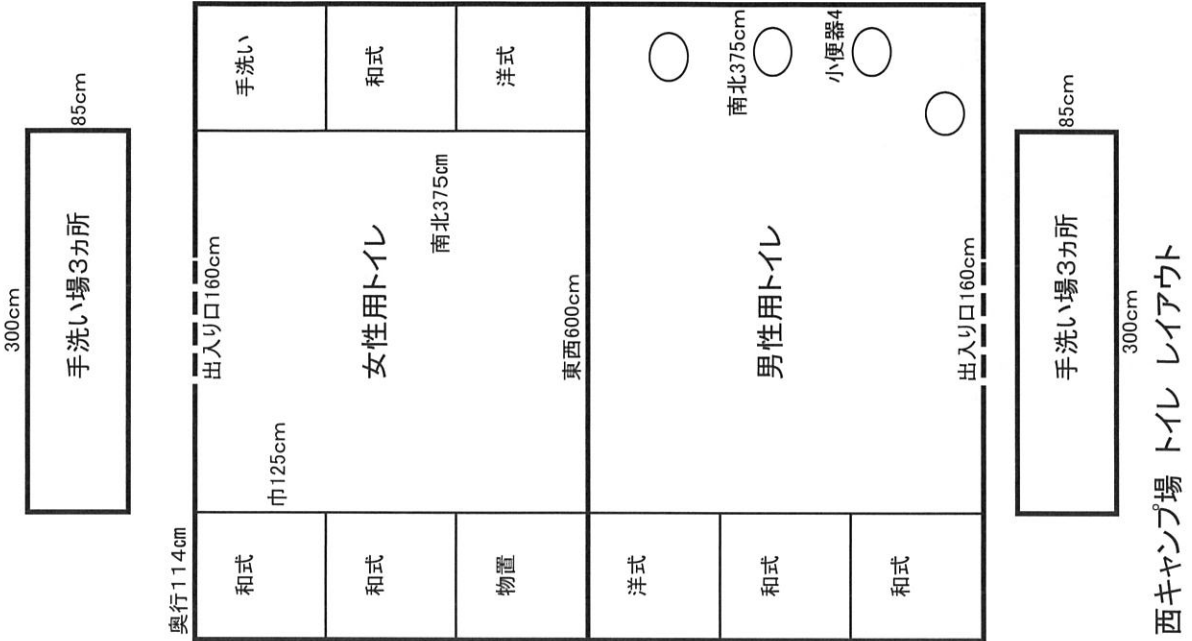 300cm
手洗い場3カ所
85cm
奥行114cm
和式
巾125cm
出入り口160cm
手洗い
和式
女性用トイレ
南北375cm
和式
物置
洋式
東西600cm
洋式
和式
男性用トイレ
南北375cm
小便器4
和式
出入り口160cm
手洗い場3カ所
85cm
300cm
西キャンプ場 トイレ レイアウト